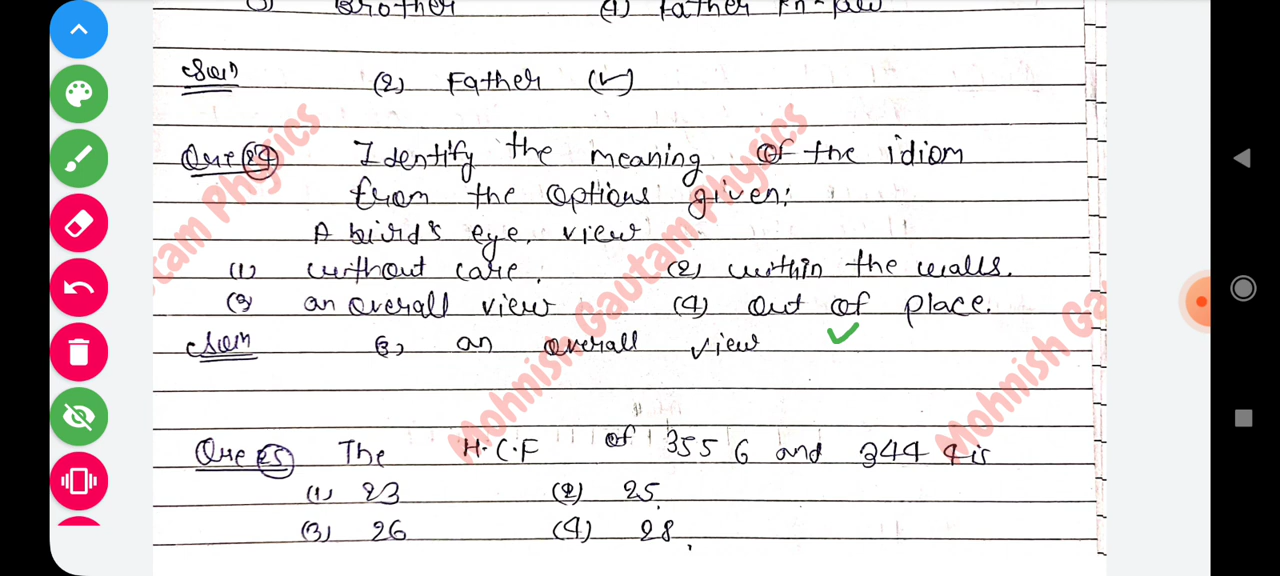 Brother (4) Father in-law
Soln (2) Father (✓)
Que 27 Identify the meaning of the idiom
from the options given:
A bird's eye view
(1) without care. (2) within the walls.
(3) an overall view (4) out of place.
Soln (3) an overall view ✓
Que 25 The H.C.F of 3556 and 3444 is
(1) 23 (2) 25
(3) 26 (4) 28.
Mohnish Gautam Physics